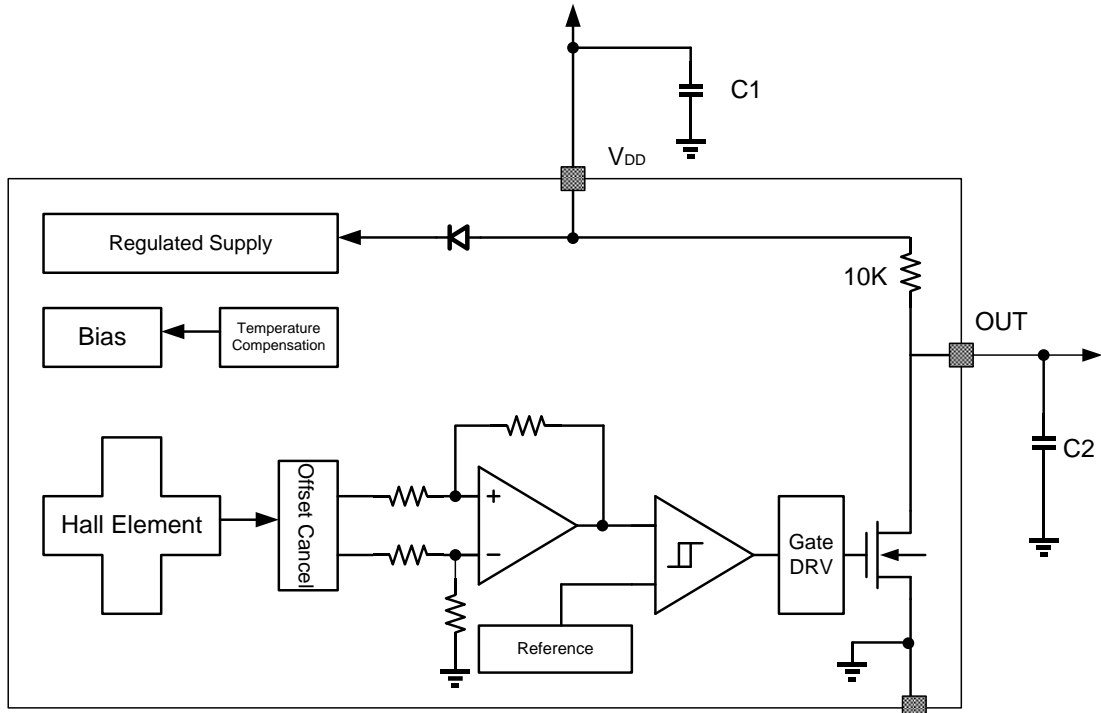 C1
VDD
Regulated Supply
10K
Bias
Temperature
Compensation
OUT
Hall Element
Offset Cancel
+
−
Gate
DRV
C2
Reference